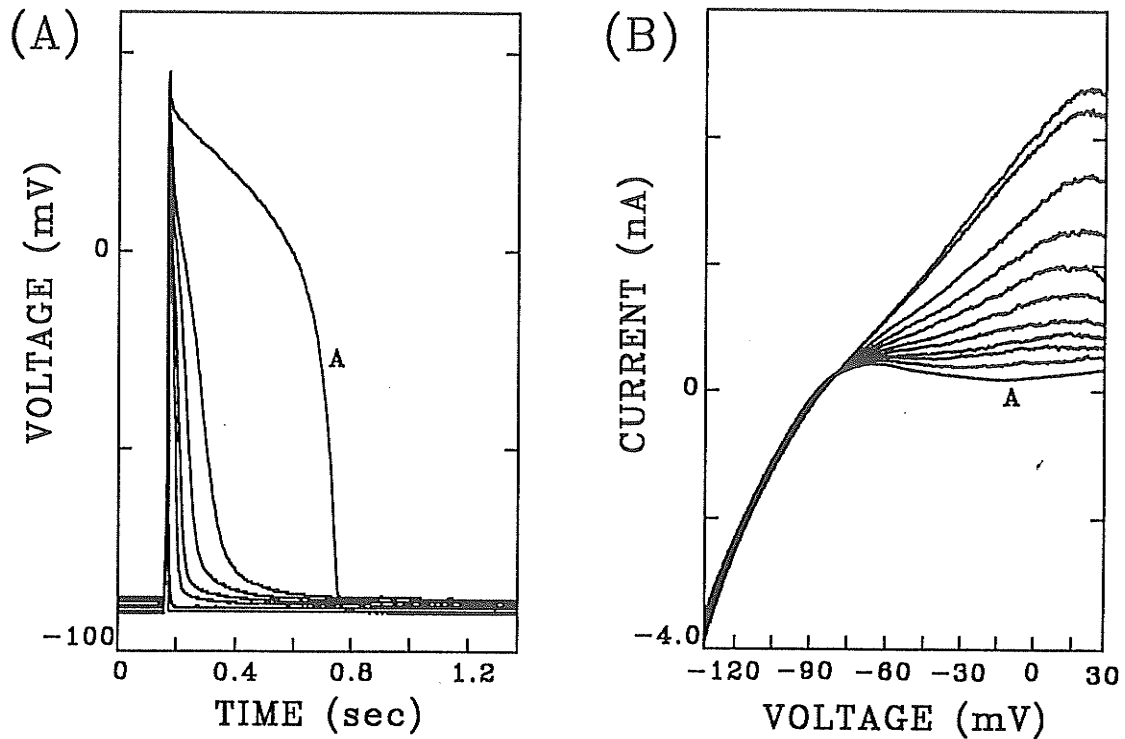 (A)
VOLTAGE (mV)
0
-100
A
0 0.4 0.8 1.2
TIME (sec)
(B)
CURRENT (nA)
0
-4.0
A
-120 -90 -60 -30 0 30
VOLTAGE (mV)